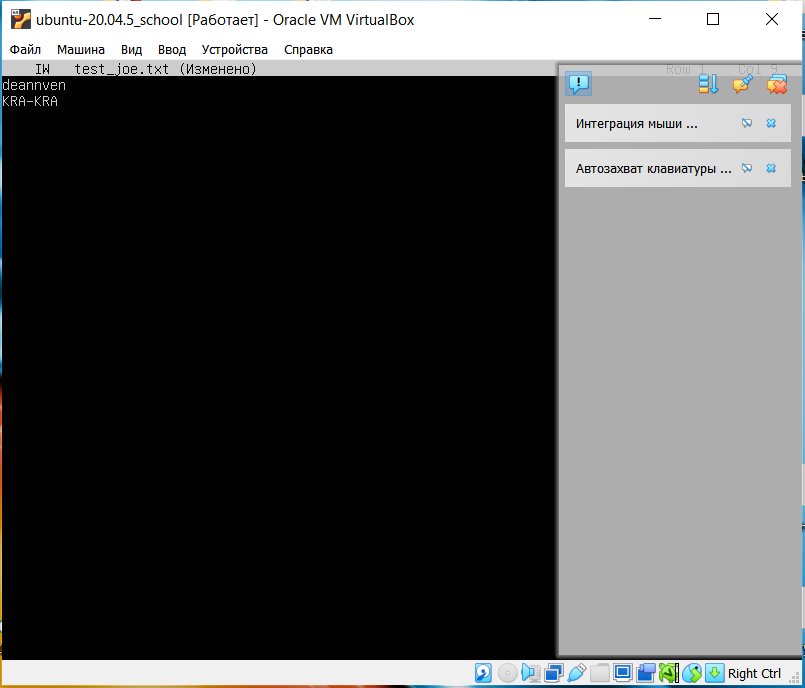 ubuntu-20.04.5_school [Работает] - Oracle VM VirtualBox
Файл Машина Вид Ввод Устройства Справка
IW test_joe.txt (Изменено) Row 1 Col 9
deannven
KRA-KRA
Интеграция мыши ...
Автозахват клавиатуры ...
Right Ctrl